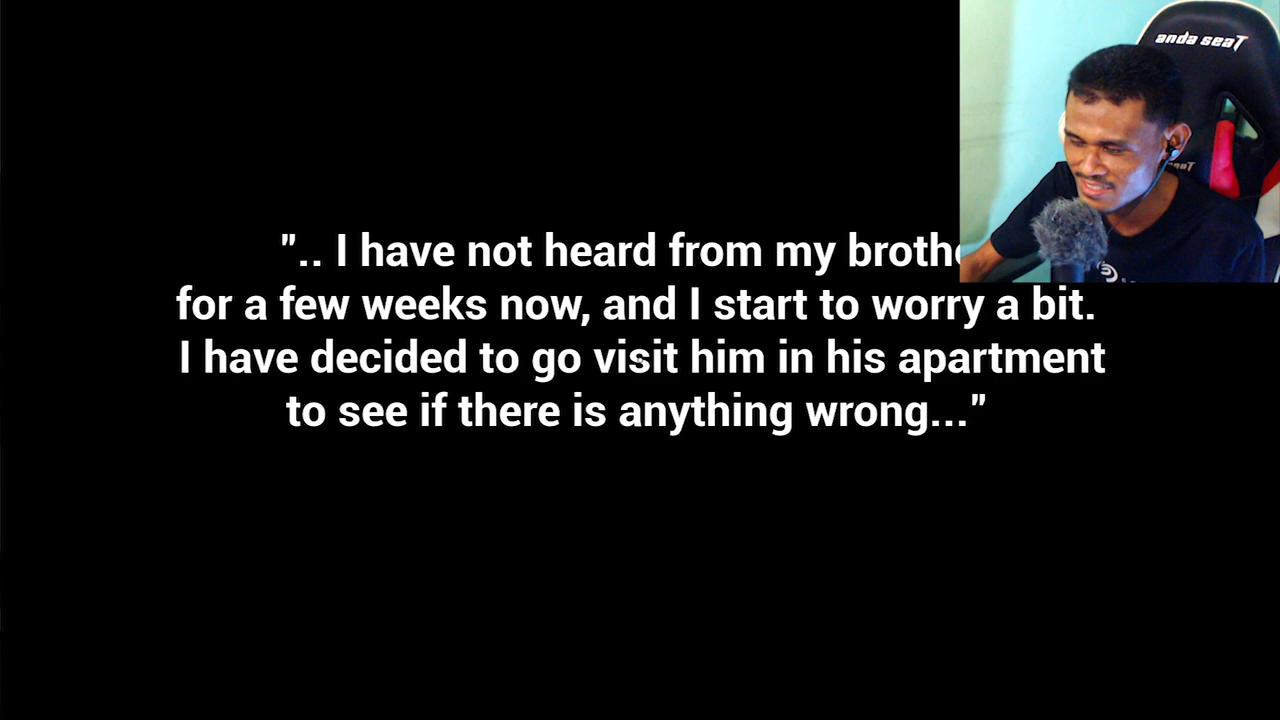 anda seaT
".. I have not heard from my brothe
for a few weeks now, and I start to worry a bit.
I have decided to go visit him in his apartment
to see if there is anything wrong..."